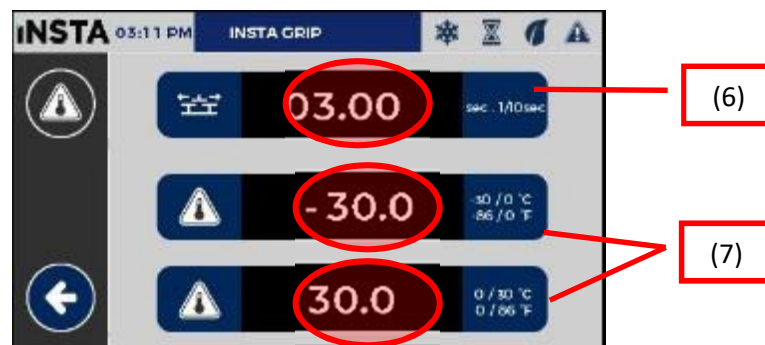 iNSTA 03:11 PM INSTA GRIP
03.00 sec . 1/10sec
(6)
- 30.0 -30 / 0 °C
-86 / 0 °F
(7)
30.0 0 / 30 °C
0 / 86 °F